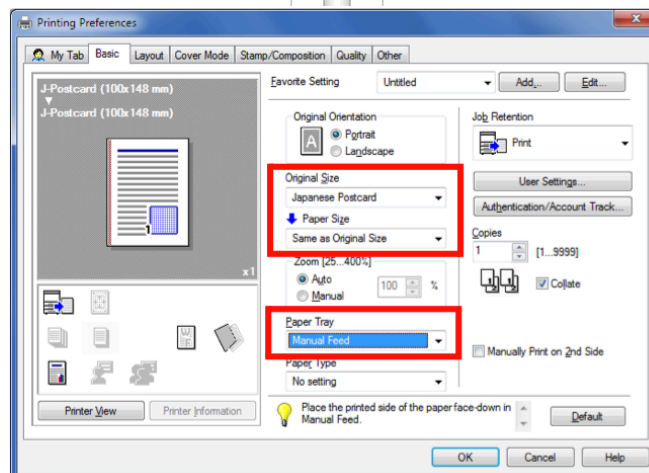 Printing Preferences
My Tab
Basic
Layout
Cover Mode
Stamp/Composition
Quality
Other
J-Postcard (100x148 mm)
J-Postcard (100x148 mm)
1
x1
Printer View
Printer Information
Favorite Setting
Untitled
Add...
Edit...
Original Orientation
A
Portrait
Landscape
Original Size
Japanese Postcard
Paper Size
Same as Original Size
Zoom [25...400%]
Auto
Manual
100
%
Paper Tray
Manual Feed
Paper Type
No setting
Job Retention
Print
User Settings...
Authentication/Account Track...
Copies
1
[1...9999]
Collate
Manually Print on 2nd Side
Place the printed side of the paper face-down in
Manual Feed.
Default
OK
Cancel
Help